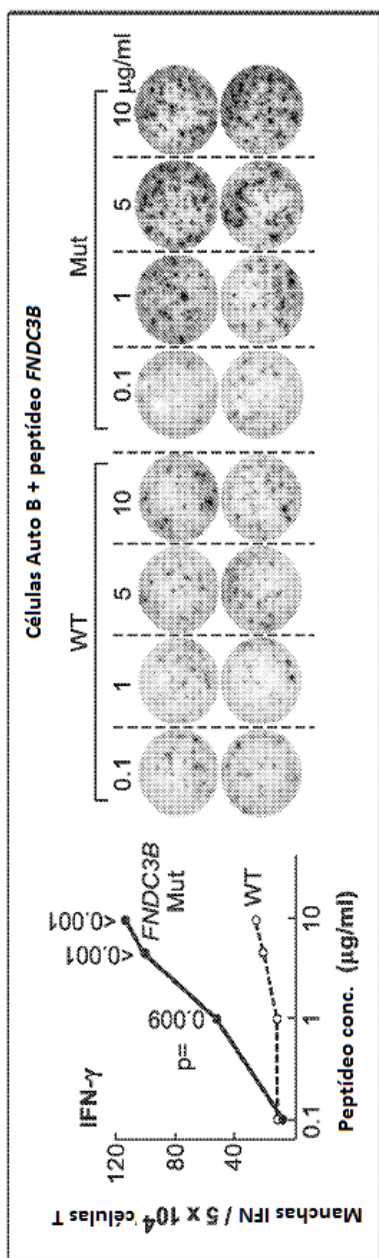 Células Auto B + peptídeo FNDC3B
WT
Mut
0.1
1
5
10
0.1
1
5
10 µg/ml
IFN-γ
120
80
40
Manchas IFN / 5 x 10⁴ células T
p=
0.009
<0.001
<0.001
FNDC3B
Mut
WT
0.1
1
10
Peptídeo conc. (µg/ml)